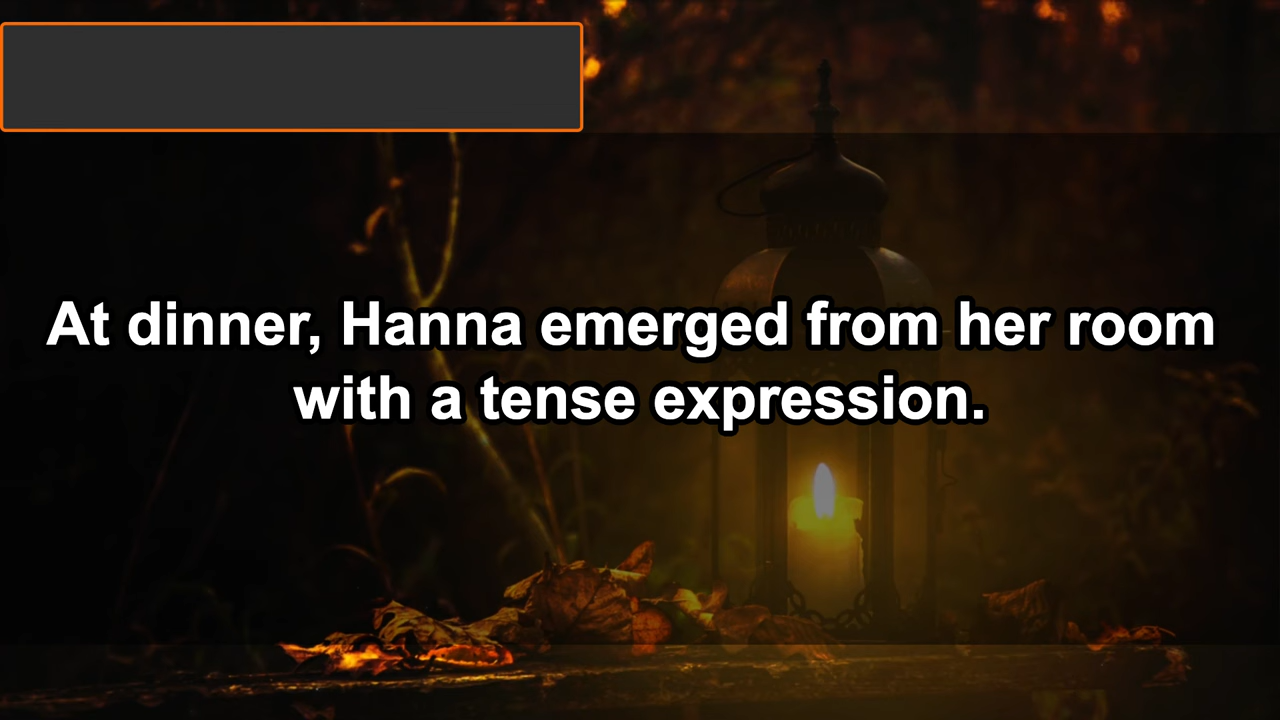 At dinner, Hanna emerged from her room
with a tense expression.